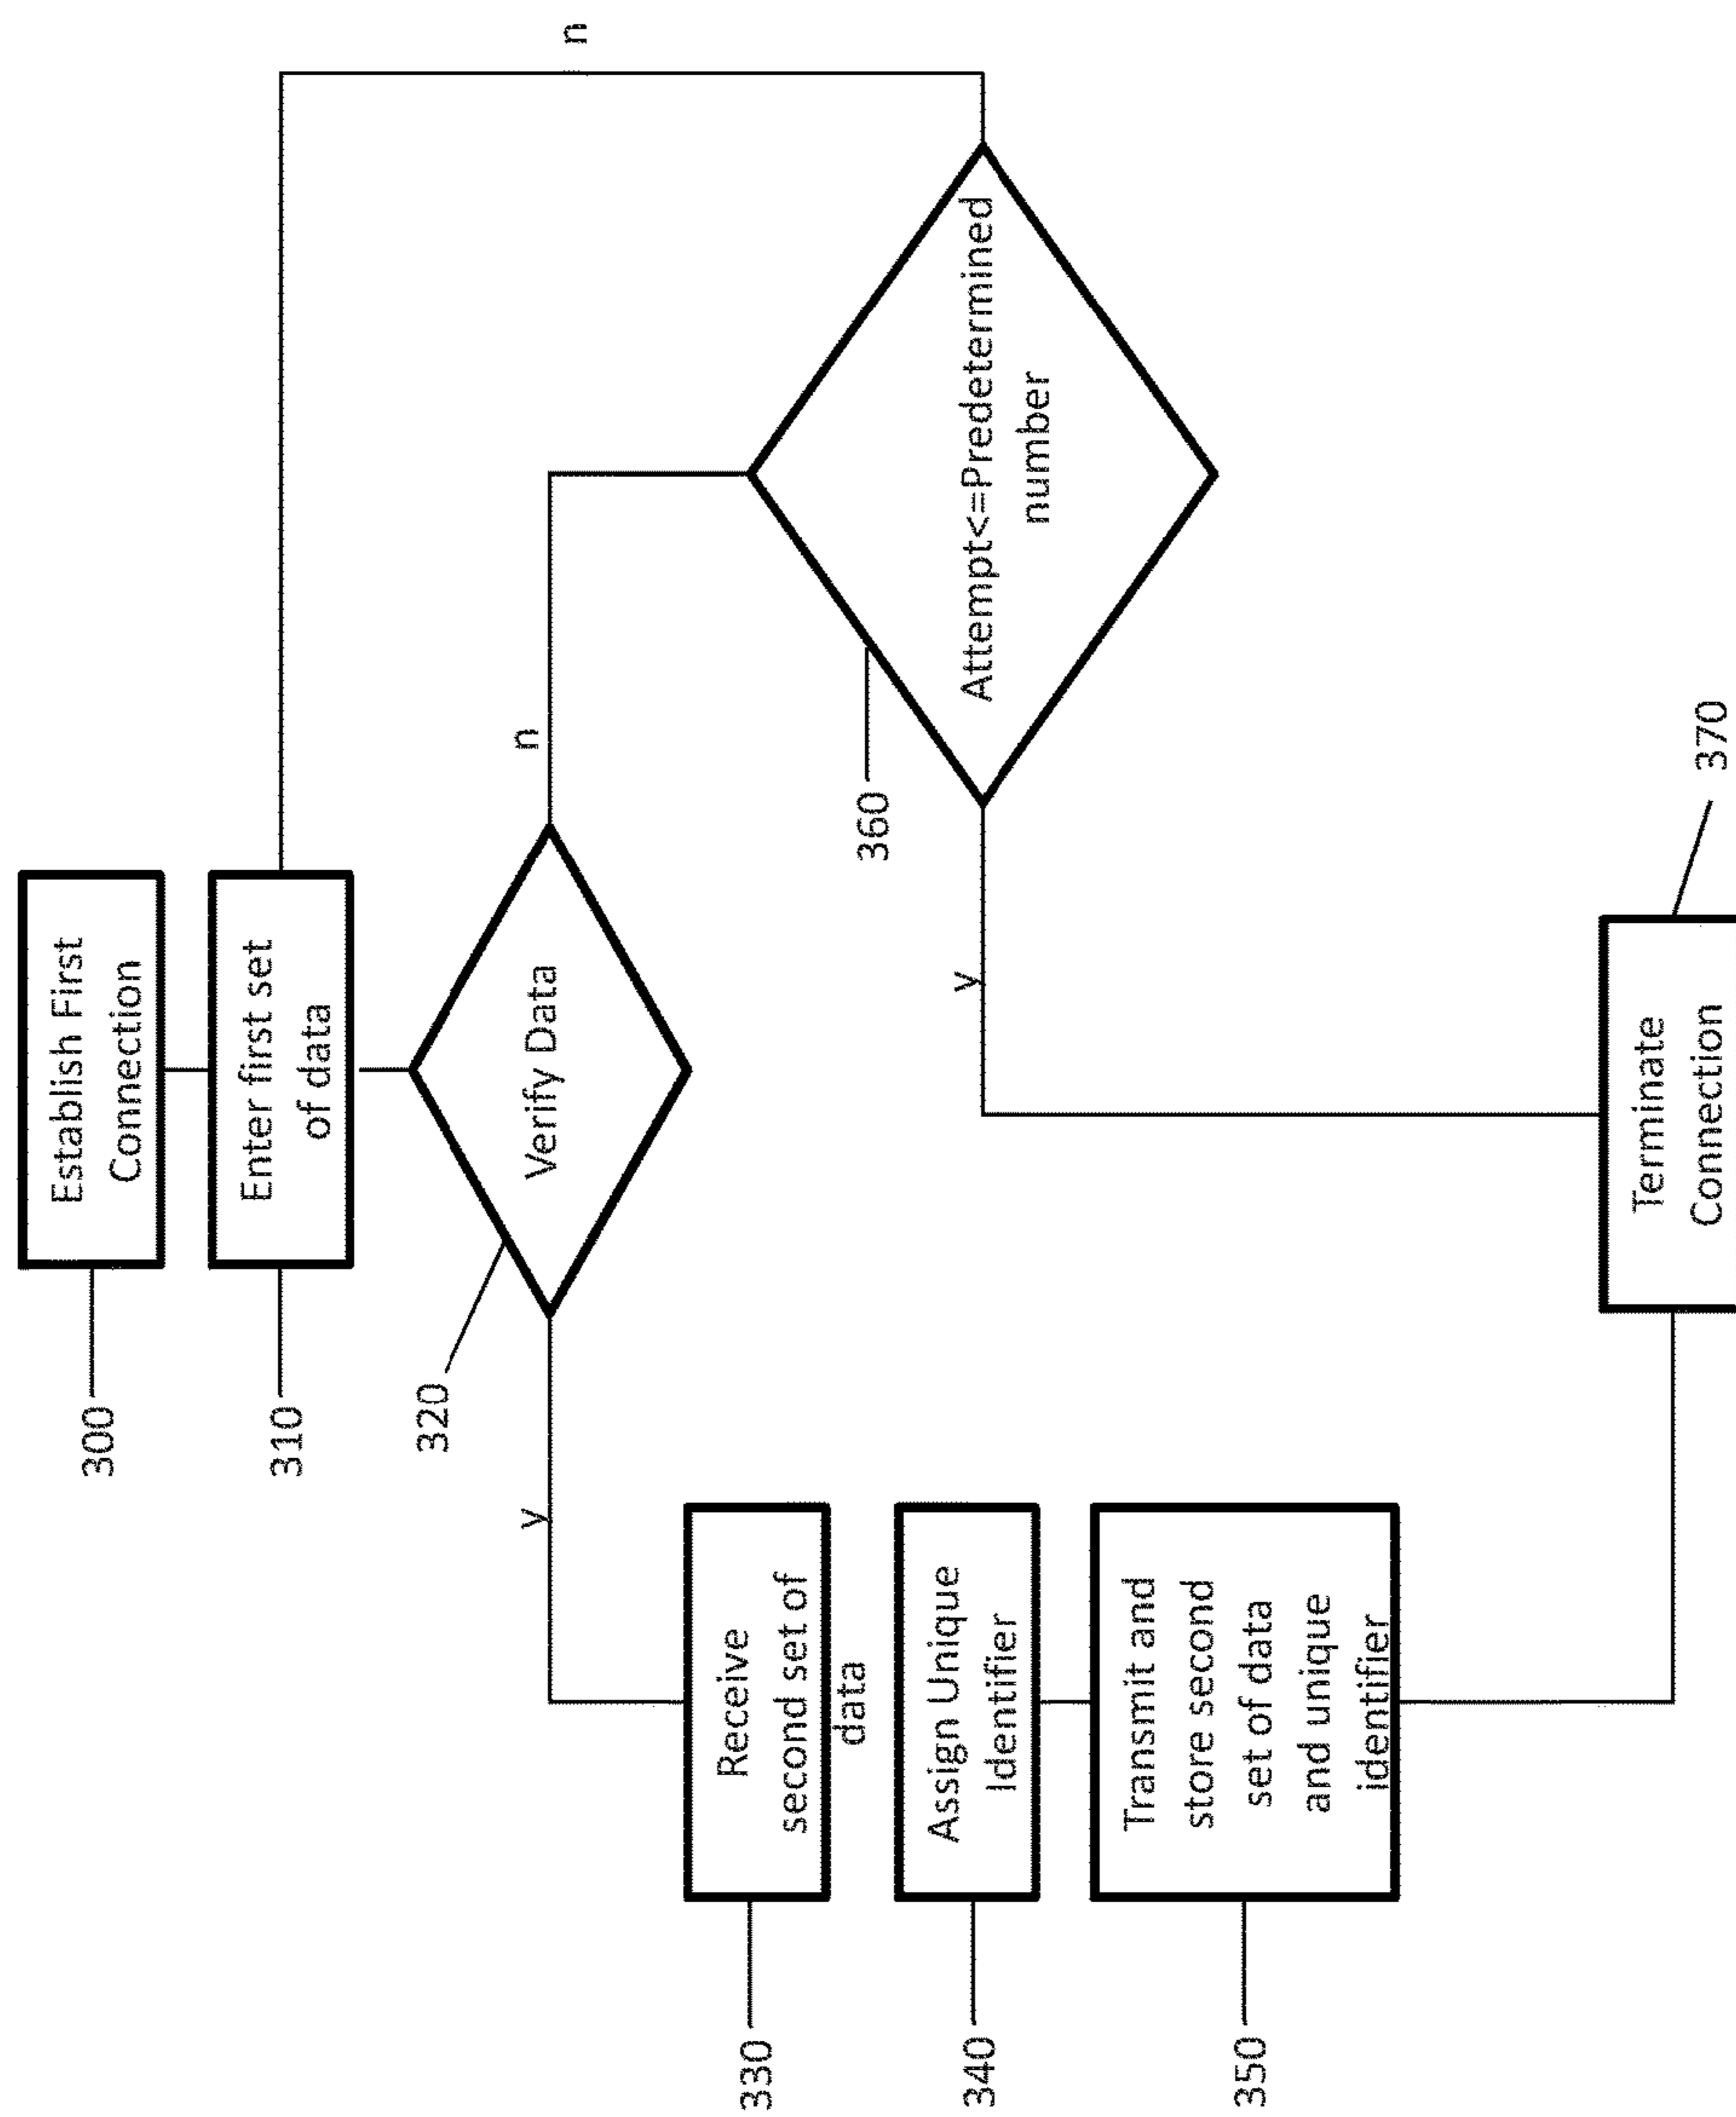 300
Establish First
Connection
310
Enter first set
of data
320
Verify Data
y
n
n
330
Receive
second set of
data
340
Assign Unique
Identifier
350
Transmit and
store second
set of data
and unique
identifier
360
Attempt<=Predetermined
number
y
Terminate
Connection
370